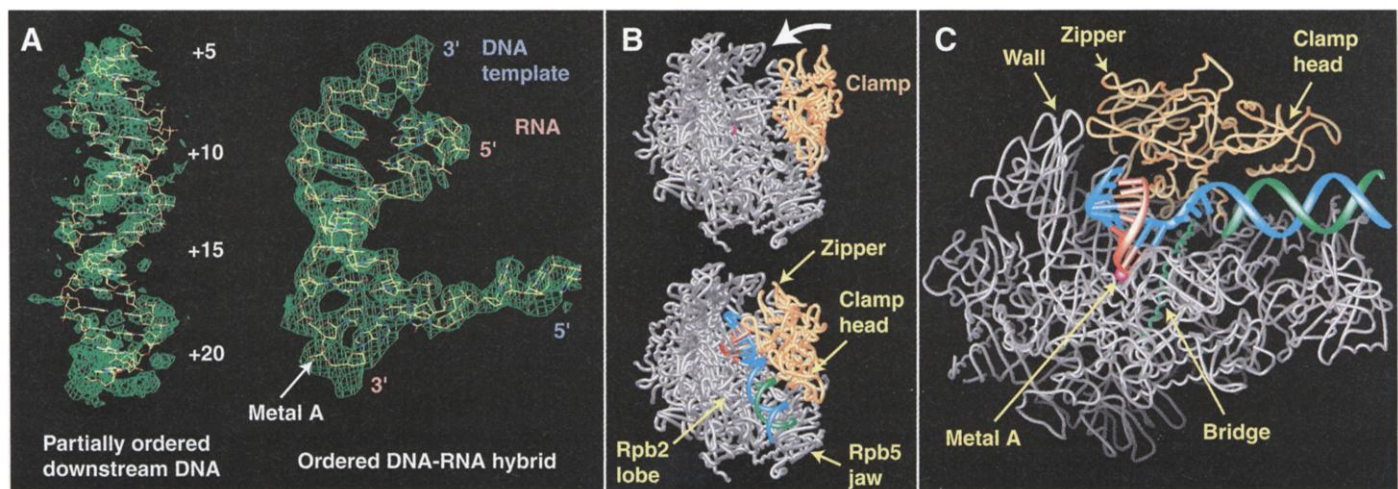 A
+5
+10
+15
+20
Partially ordered
downstream DNA
3'
DNA
template
RNA
5'
5'
3'
Metal A
Ordered DNA-RNA hybrid
B
Clamp
Zipper
Clamp
head
Rpb2
lobe
Rpb5
jaw
C
Wall
Zipper
Clamp
head
Metal A
Bridge